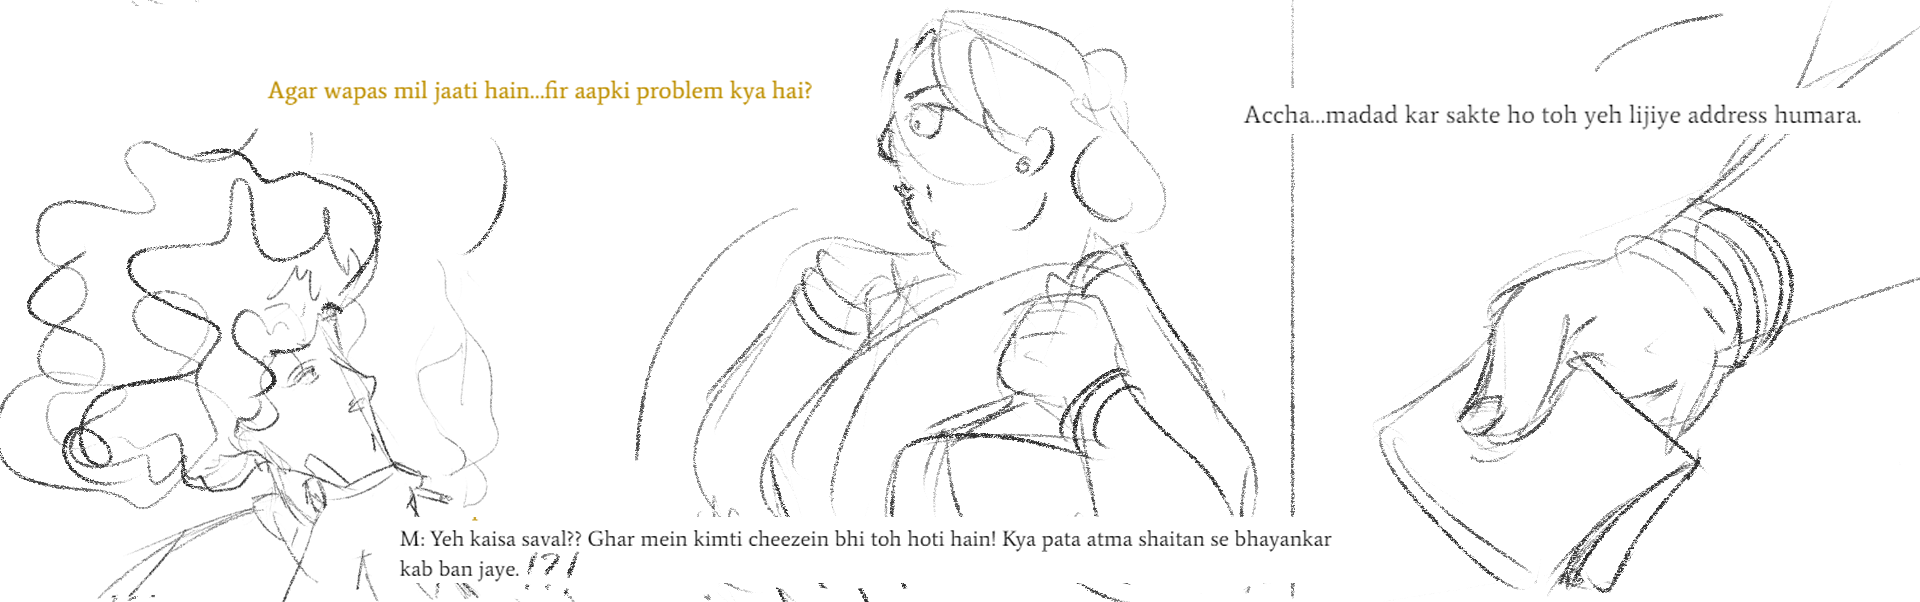 Agar wapas mil jaati hain...fir aapki problem kya hai?
Accha...madad kar sakte ho toh yeh lijiye address humara.
M: Yeh kaisa saval?? Ghar mein kimti cheezein bhi toh hoti hain! Kya pata atma shaitan se bhayankar
kab ban jaye. !?!